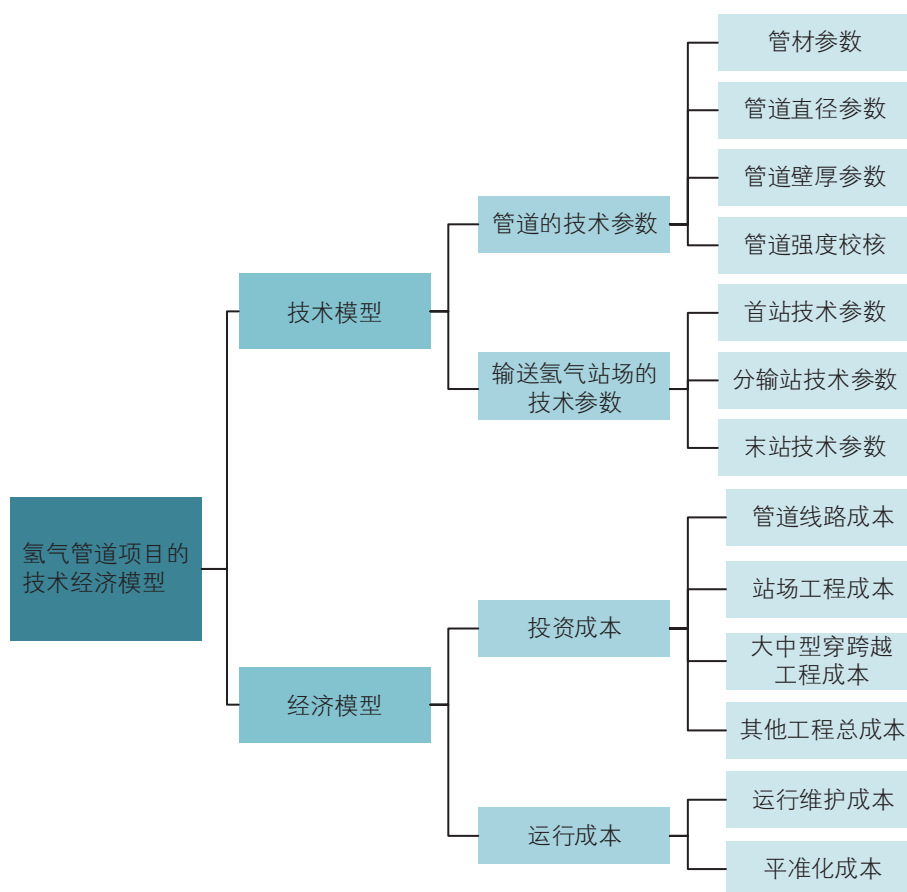 氢气管道项目的
技术经济模型
技术模型
管道的技术参数
管材参数
管道直径参数
管道壁厚参数
管道强度校核
输送氢气站场的
技术参数
首站技术参数
分输站技术参数
末站技术参数
经济模型
投资成本
管道线路成本
站场工程成本
大中型穿跨越
工程成本
其他工程总成本
运行成本
运行维护成本
平准化成本